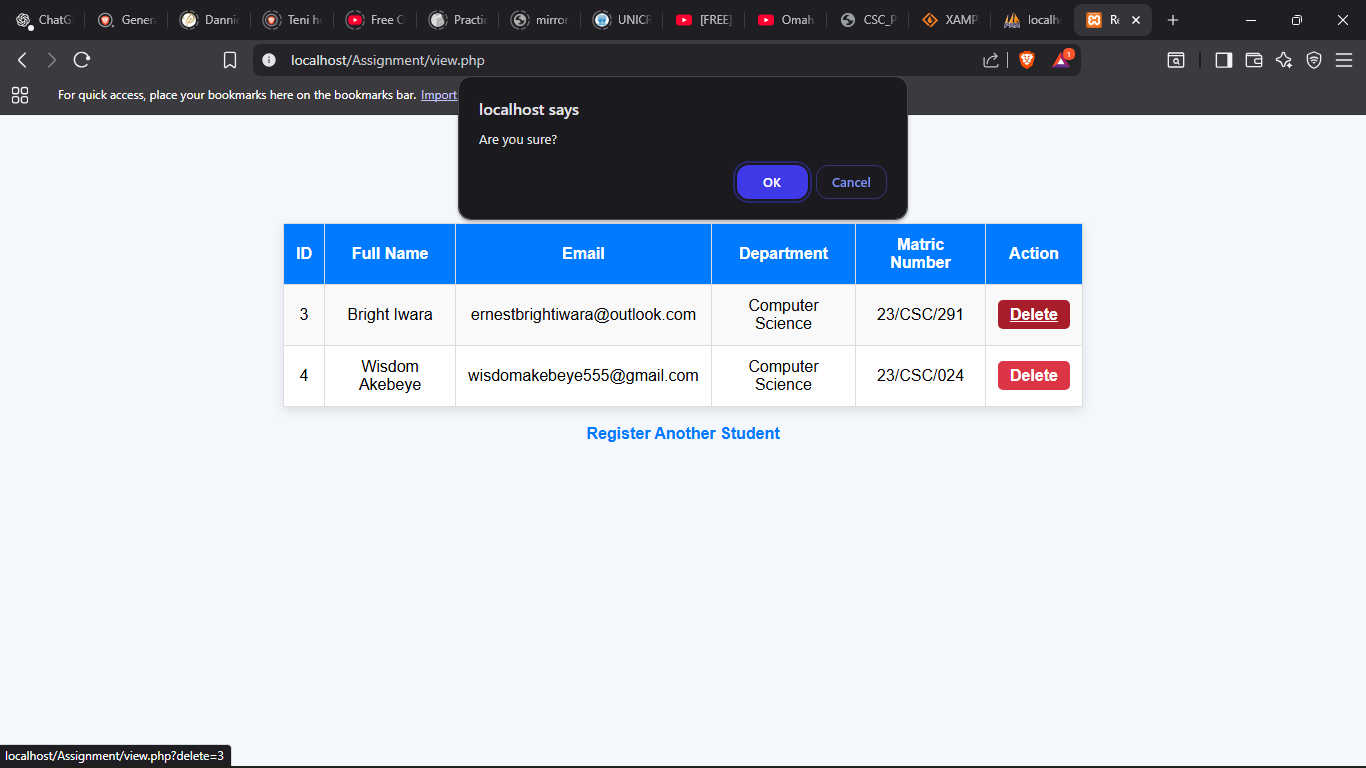 ChatG
Genera
Dannic
Teni h
Free C
Practic
mirror
UNICR
[FREE]
Omah
CSC_P
XAMP
localh
localhost/Assignment/view.php
1
For quick access, place your bookmarks here on the bookmarks bar. Import
localhost says
Are you sure?
OK Cancel
ID Full Name Email Department Matric Number Action
3 Bright Iwara ernestbrightiwara@outlook.com Computer Science 23/CSC/291 Delete
4 Wisdom Akebeye wisdomakebeye555@gmail.com Computer Science 23/CSC/024 Delete
Register Another Student
localhost/Assignment/view.php?delete=3